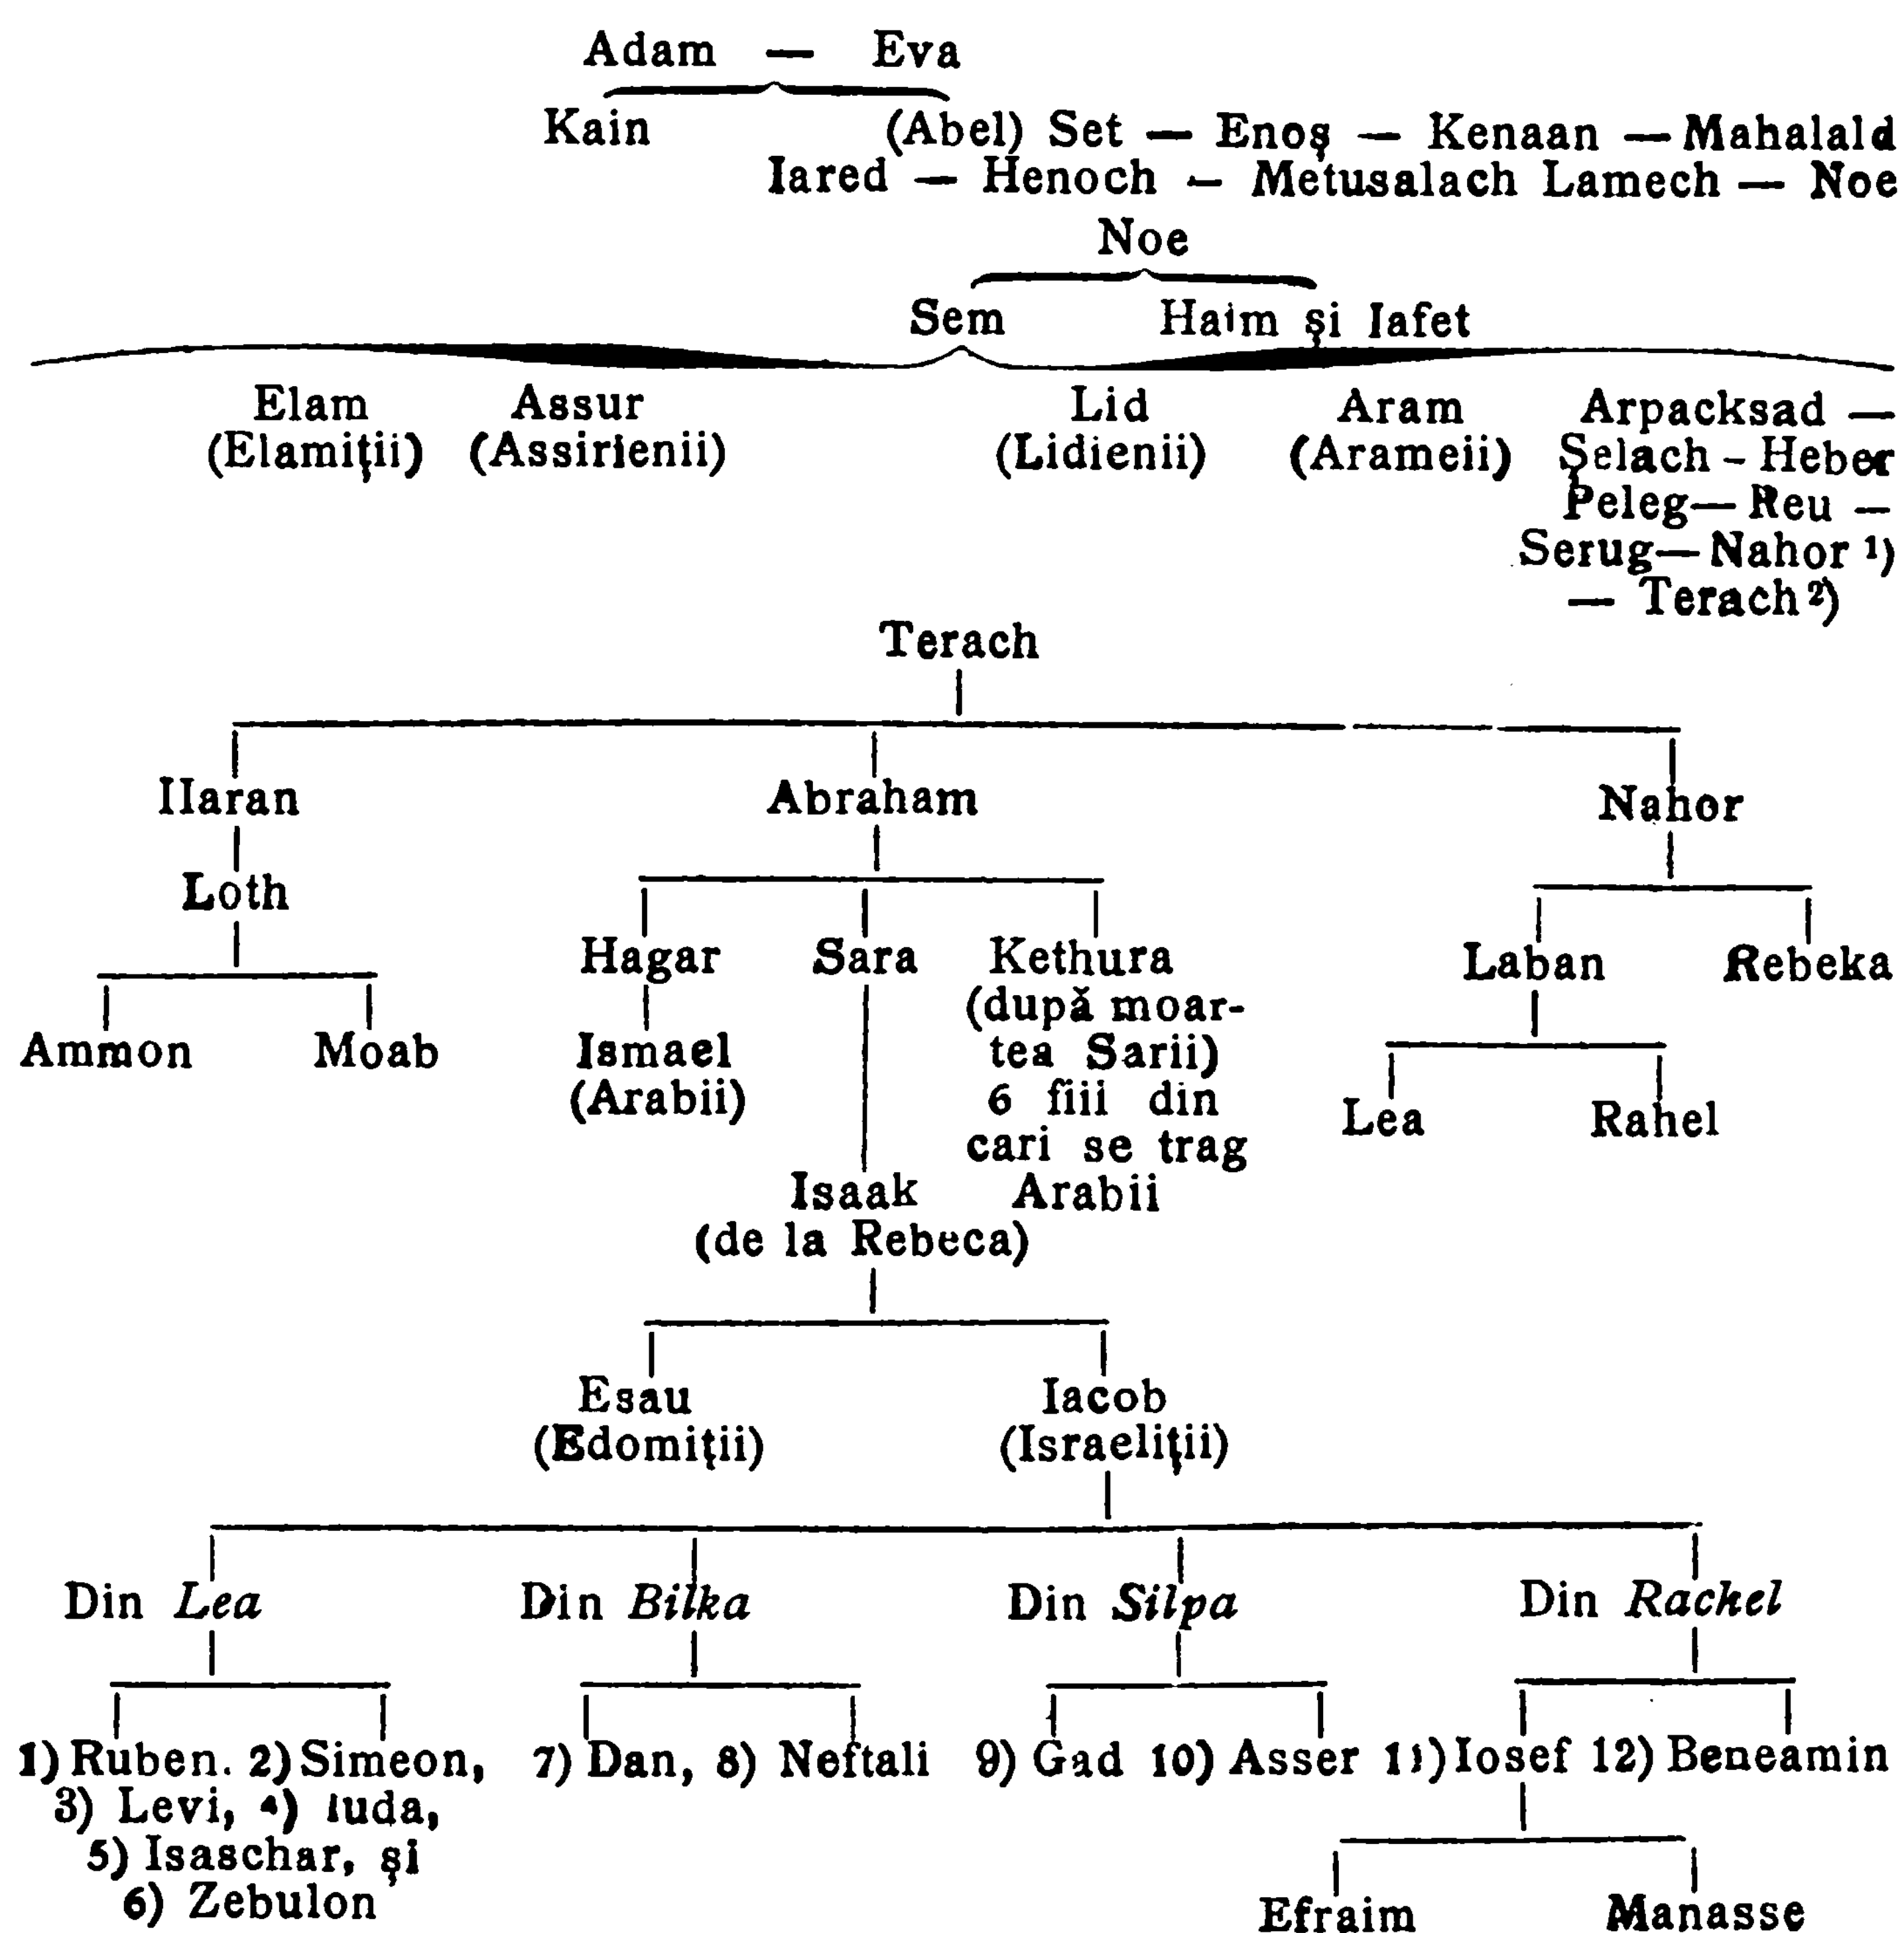 Adam — Eva
Kain (Abel) Set — Enoş — Kenaan — Mahalald
Iared — Henoch — Metusalach Lamech — Noe
Noe
Sem Haim şi Iafet
Elam Assur Lid Aram Arpacksad —
(Elamiţii) (Assirienii) (Lidienii) (Arameii) Şelach - Heber
Peleg — Reu —
Serug — Nahor 1)
— Terach 2)
Terach
Haran Abraham Nahor
Loth
Hagar Sara Kethura Laban Rebeka
(după moar-
Ammon Moab Ismael tea Sarii)
(Arabii) 6 fiii din Lea Rahel
cari se trag
Isaak Arabii
(de la Rebeca)
Esau Iacob
(Edomiţii) (Israeliţii)
Din Lea Din Bilka Din Silpa Din Rachel
1) Ruben. 2) Simeon, 7) Dan, 8) Neftali 9) Gad 10) Asser 11) Iosef 12) Beneamin
3) Levi, 4) Iuda,
5) Isaschar, şi
6) Zebulon
Efraim Manasse